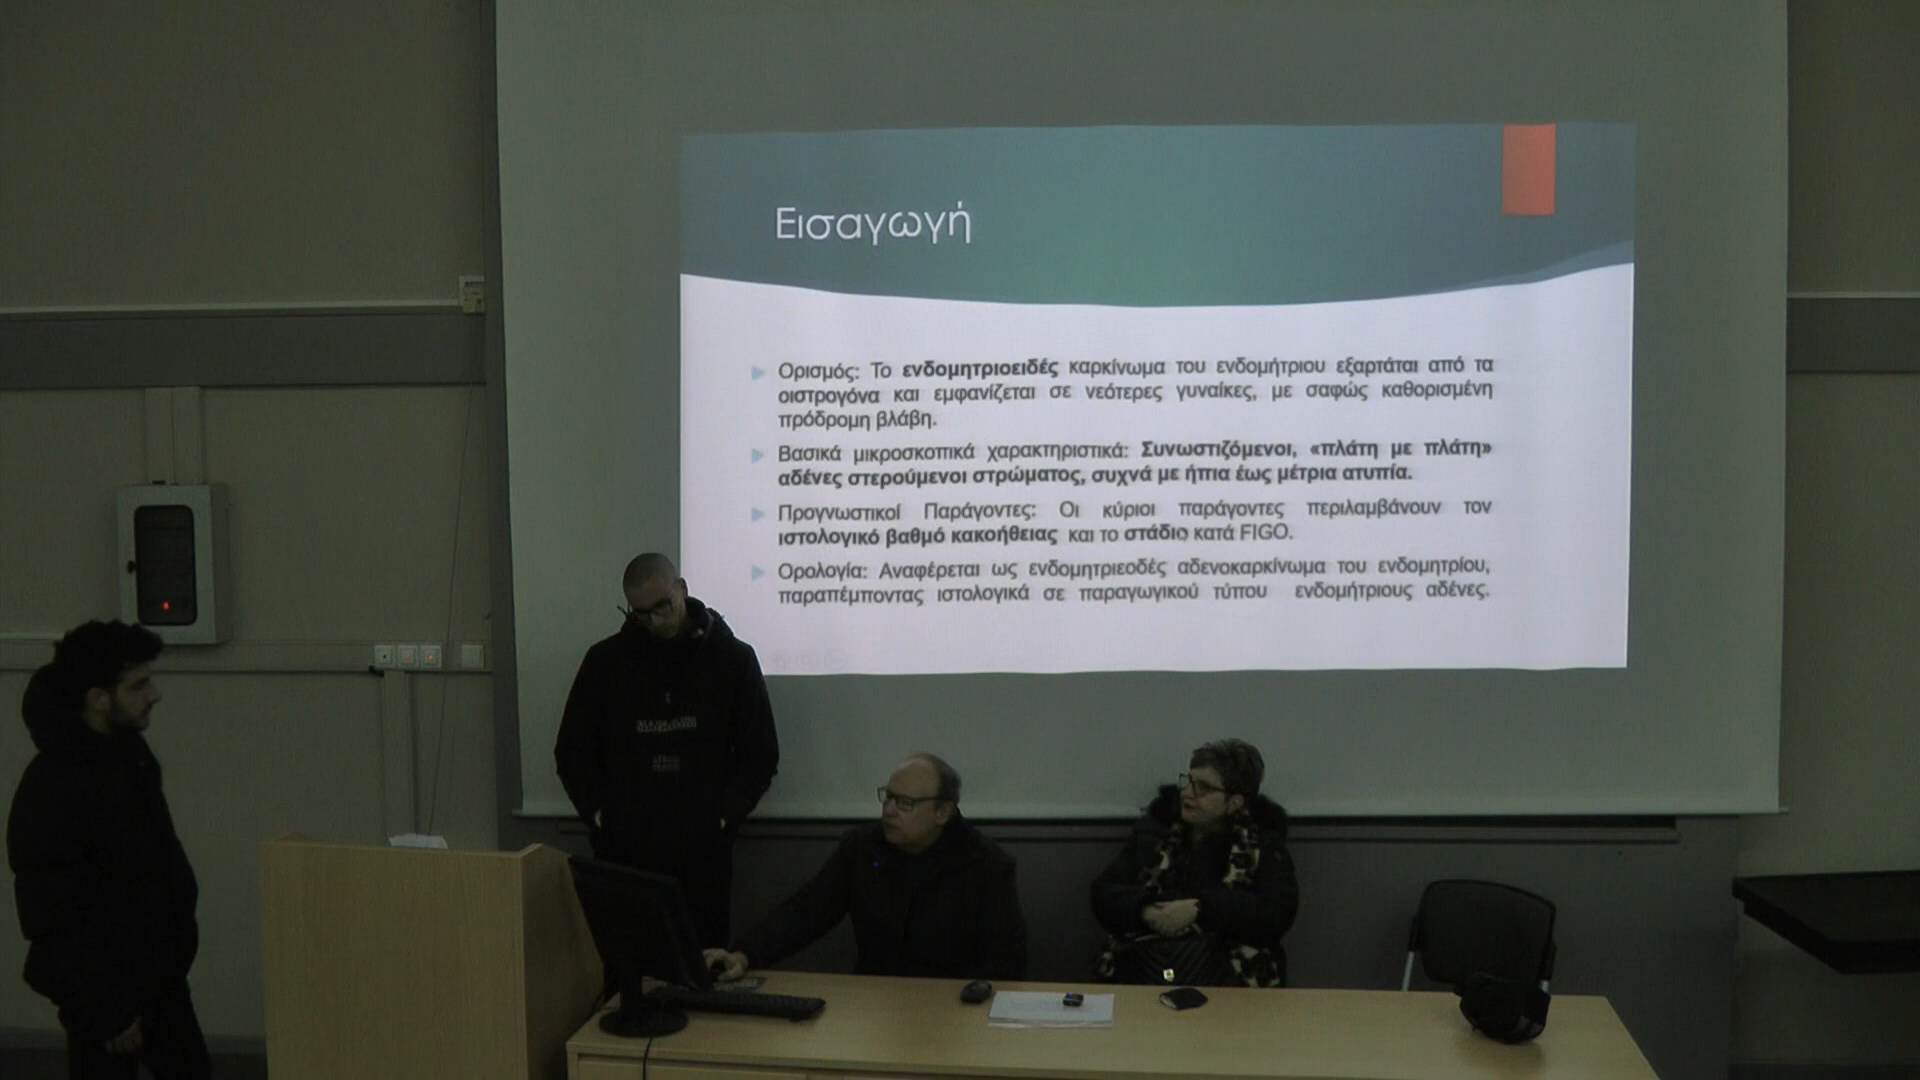 Εισαγωγή
Ορισμός: Το ενδομητριοειδές καρκίνωμα του ενδομήτριου εξαρτάται από τα
οιστρογόνα και εμφανίζεται σε νεότερες γυναίκες, με σαφώς καθορισμένη
πρόδρομη βλάβη.
Βασικά μικροσκοπικά χαρακτηριστικά: Συνωστιζόμενοι, «πλάτη με πλάτη»
αδένες στερούμενοι στρώματος, συχνά με ήπια έως μέτρια ατυπία.
Προγνωστικοί Παράγοντες: Οι κύριοι παράγοντες περιλαμβάνουν τον
ιστολογικό βαθμό κακοήθειας και το στάδιο κατά FIGO.
Ορολογία: Αναφέρεται ως ενδομητριεοδές αδενοκαρκίνωμα του ενδομητρίου,
παραπέμποντας ιστολογικά σε παραγωγικού τύπου ενδομήτριους αδένες.